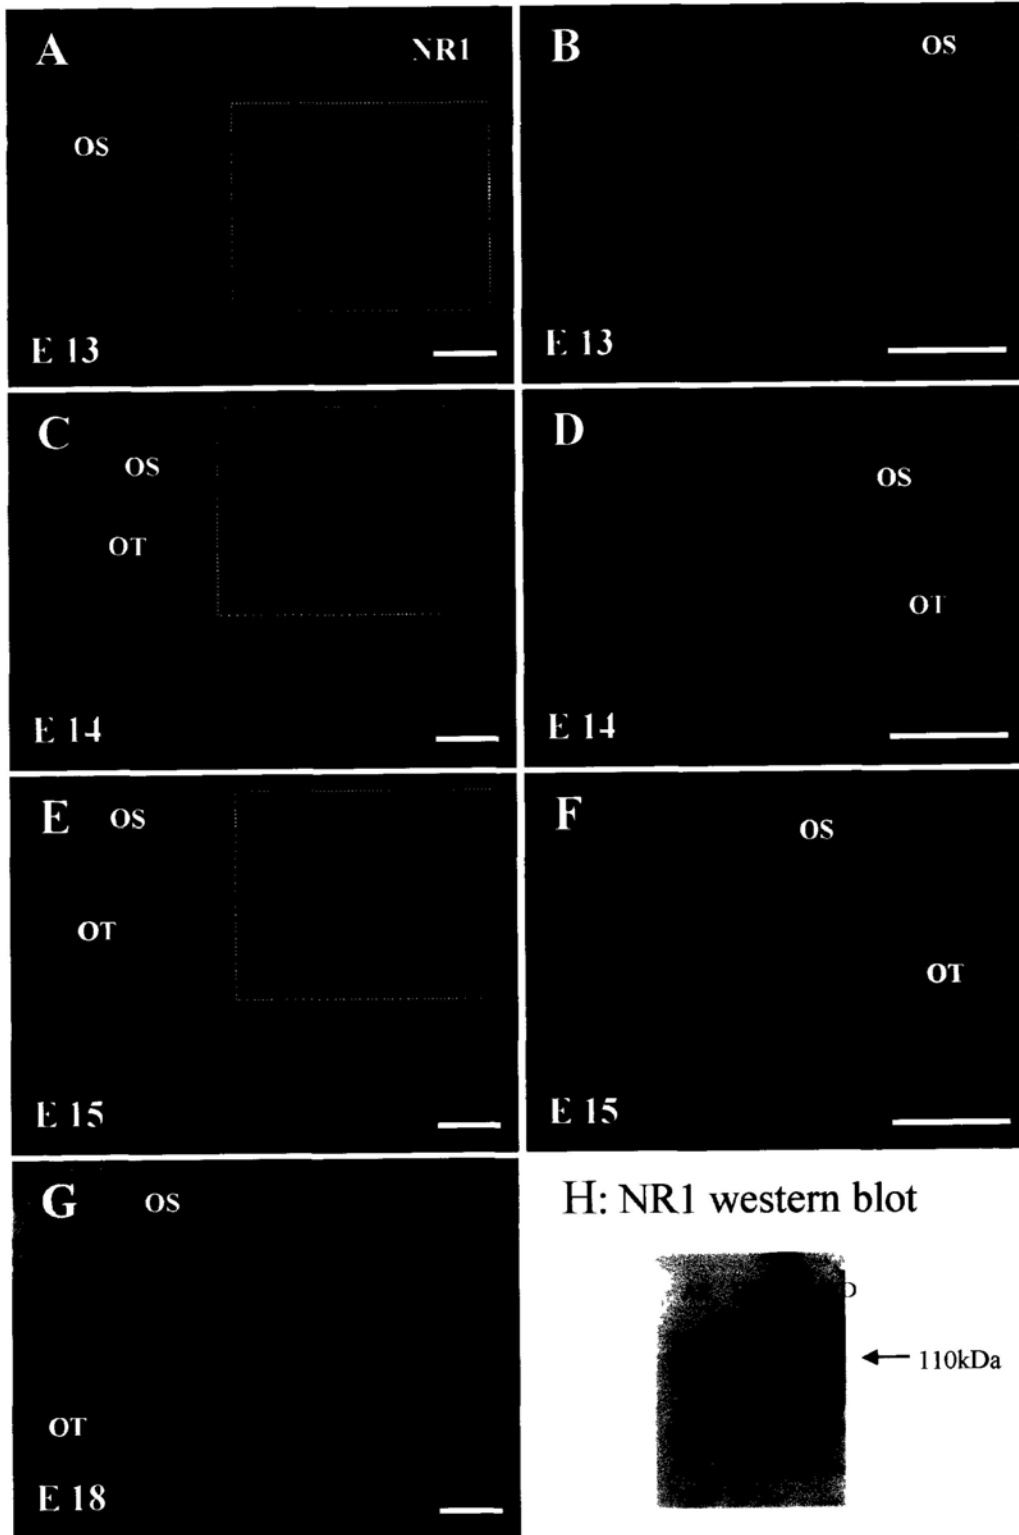 A NR1
OS
E 13
B OS
E 13
C
OS
OT
E 14
D
OS
OT
E 14
E OS
OT
E 15
F
OS
OT
E 15
G OS
OT
E 18
H: NR1 western blot
110kDa